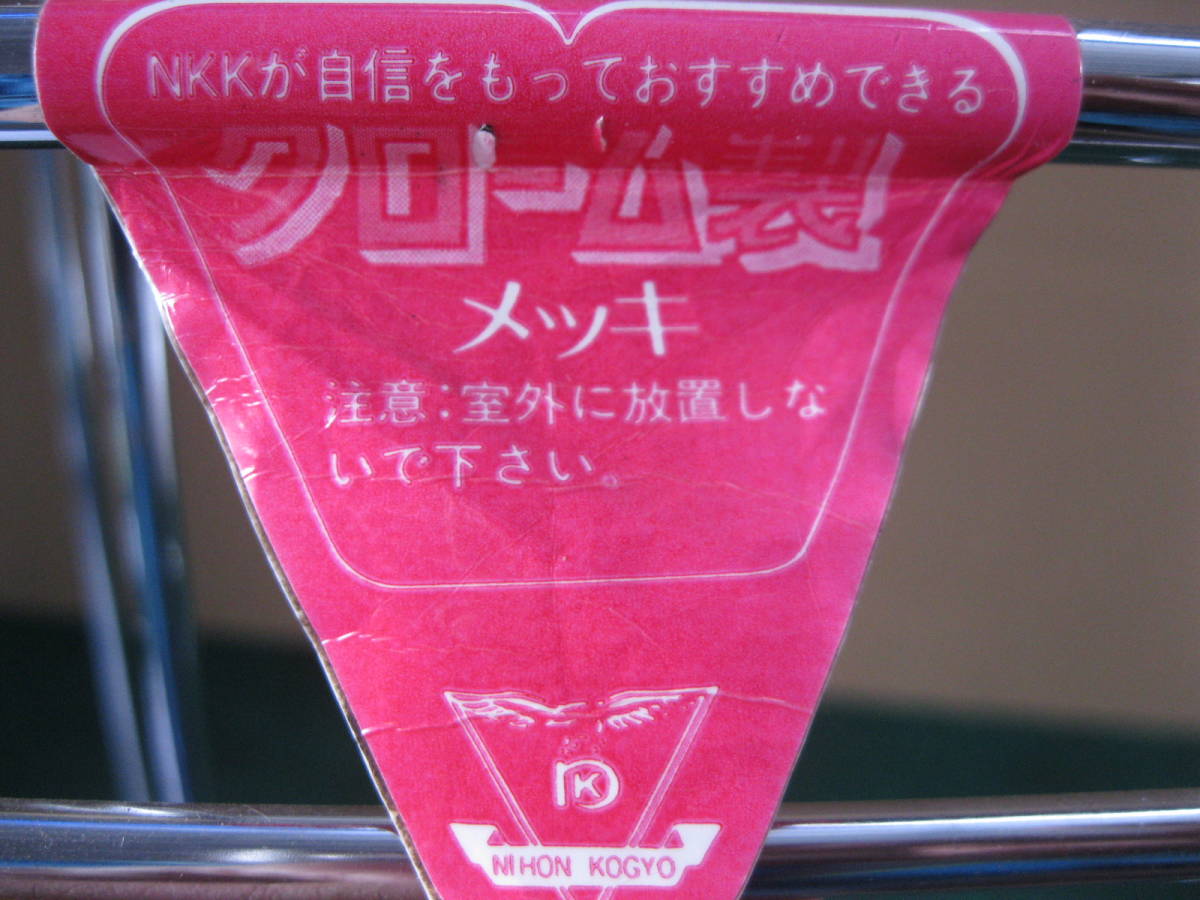 NKKが自信をもっておすすめできる
クローム製
メッキ
注意：室外に放置しな
いで下さい。
NIHON KOGYO